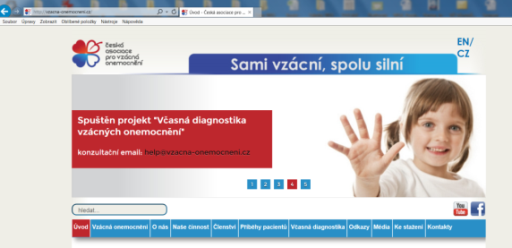 http://vzacna-onemocneni.cz
Úvod - Česká asociace pro ...
Soubor Úpravy Zobrazit Oblíbené položky Nástroje Nápověda
česká
asociace
pro vzácná
onemocnění
EN/
CZ
Sami vzácní, spolu silní
Spuštěn projekt "Včasná diagnostika
vzácných onemocnění"
konzultační email: help@vzacna-onemocneni.cz
1 2 3 4 5
Hledat...
You
Tube
f
Úvod Vzácná onemocnění O nás Naše činnost Členství Příběhy pacientů Včasná diagnostika Odkazy Média Ke stažení Kontakty